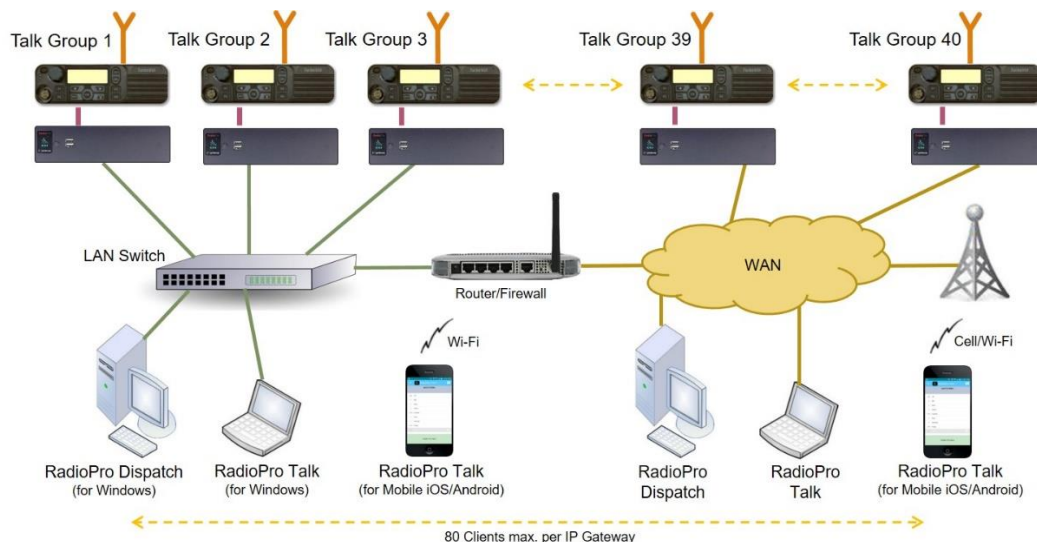 Talk Group 1
Talk Group 2
Talk Group 3
Talk Group 39
Talk Group 40
LAN Switch
Router/Firewall
WAN
Wi-Fi
Cell/Wi-Fi
RadioPro Dispatch
(for Windows)
RadioPro Talk
(for Windows)
RadioPro Talk
(for Mobile iOS/Android)
RadioPro
Dispatch
RadioPro
Talk
RadioPro Talk
(for Mobile iOS/Android)
80 Clients max. per IP Gateway